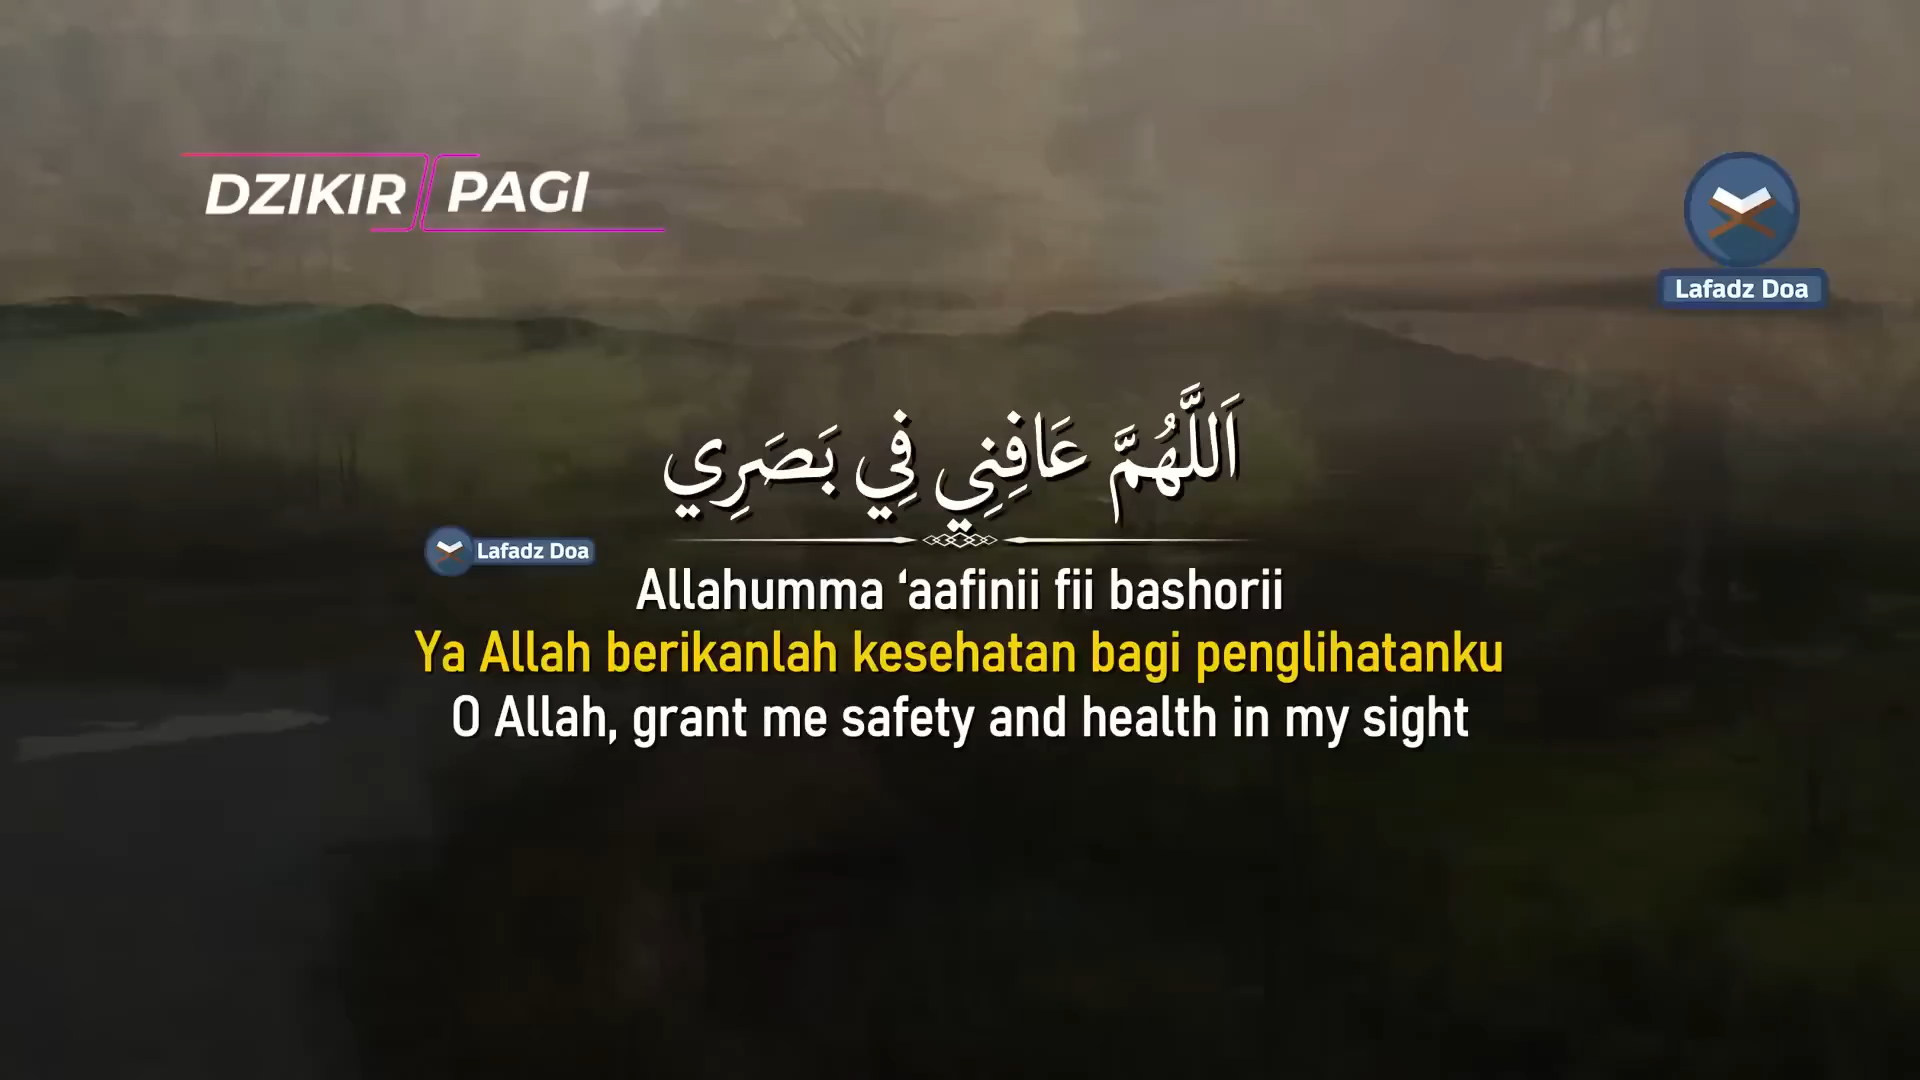 DZIKIR PAGI
Lafadz Doa
اَللَّهُمَّ عَافِنِي فِي بَصَرِي
Lafadz Doa
Allahumma ‘aafinii fii bashorii
Ya Allah berikanlah kesehatan bagi penglihatanku
O Allah, grant me safety and health in my sight